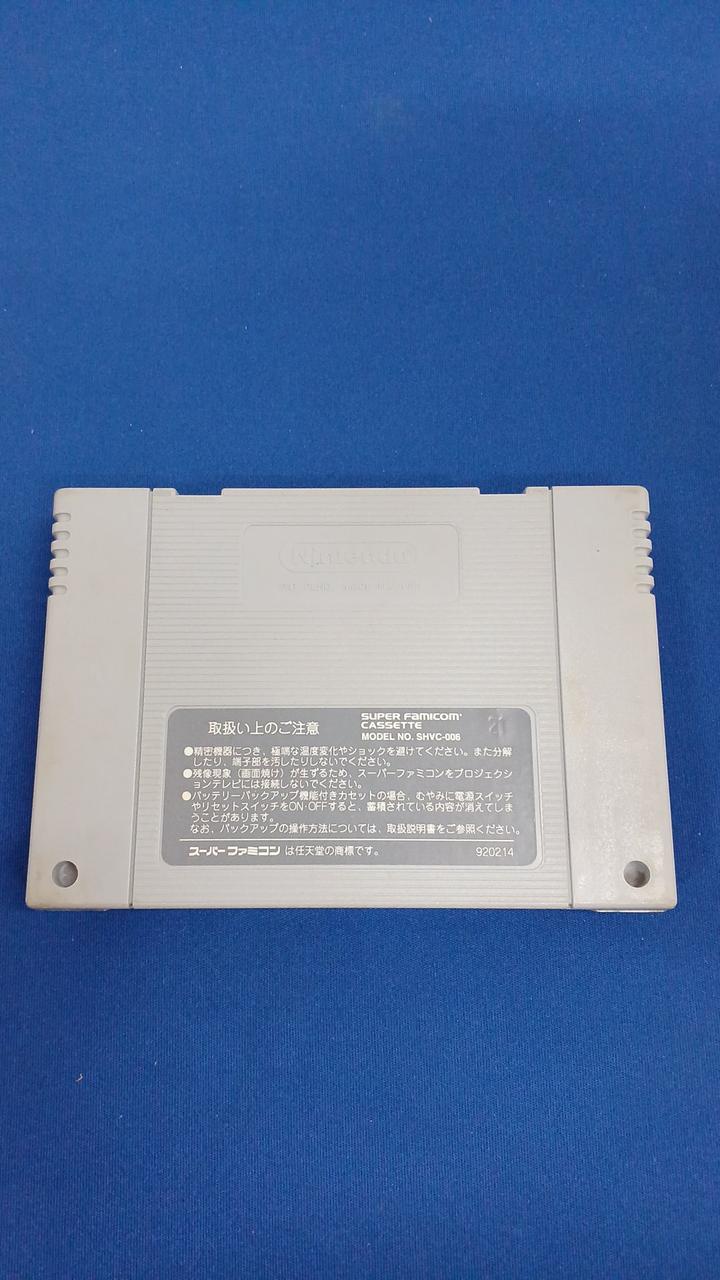 Nintendo
取扱い上のご注意
SUPER FAMICOM
CASSETTE
MODEL NO. SHVC-006
21
●精密機器につき、極端な温度変化やショックを避けてください。また分解
したり、端子部を汚したりしないでください。
●残像現象（画面焼け）が生ずるため、スーパーファミコンをプロジェクシ
ョンテレビには接続しないでください。
●バッテリーバックアップ機能付きカセットの場合、むやみに電源スイッチ
やリセットスイッチをON・OFFすると、蓄積されている内容が消えてしま
うことがあります。
なお、バックアップの操作方法については、取扱説明書をご参照ください。
スーパーファミコン は任天堂の商標です。
920214